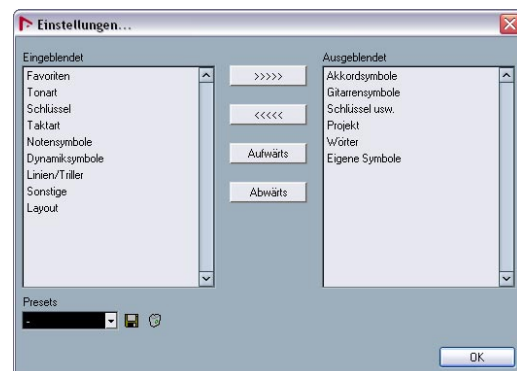 Einstellungen...
Eingeblendet
Favoriten
Tonart
Schlüssel
Taktart
Notensymbole
Dynamiksymbole
Linien/Triller
Sonstige
Layout
>>>>>
<<<<<
Aufwärts
Abwärts
Ausgeblendet
Akkordsymbole
Gitarrensymbole
Schlüssel usw.
Projekt
Wörter
Eigene Symbole
Presets
-
OK